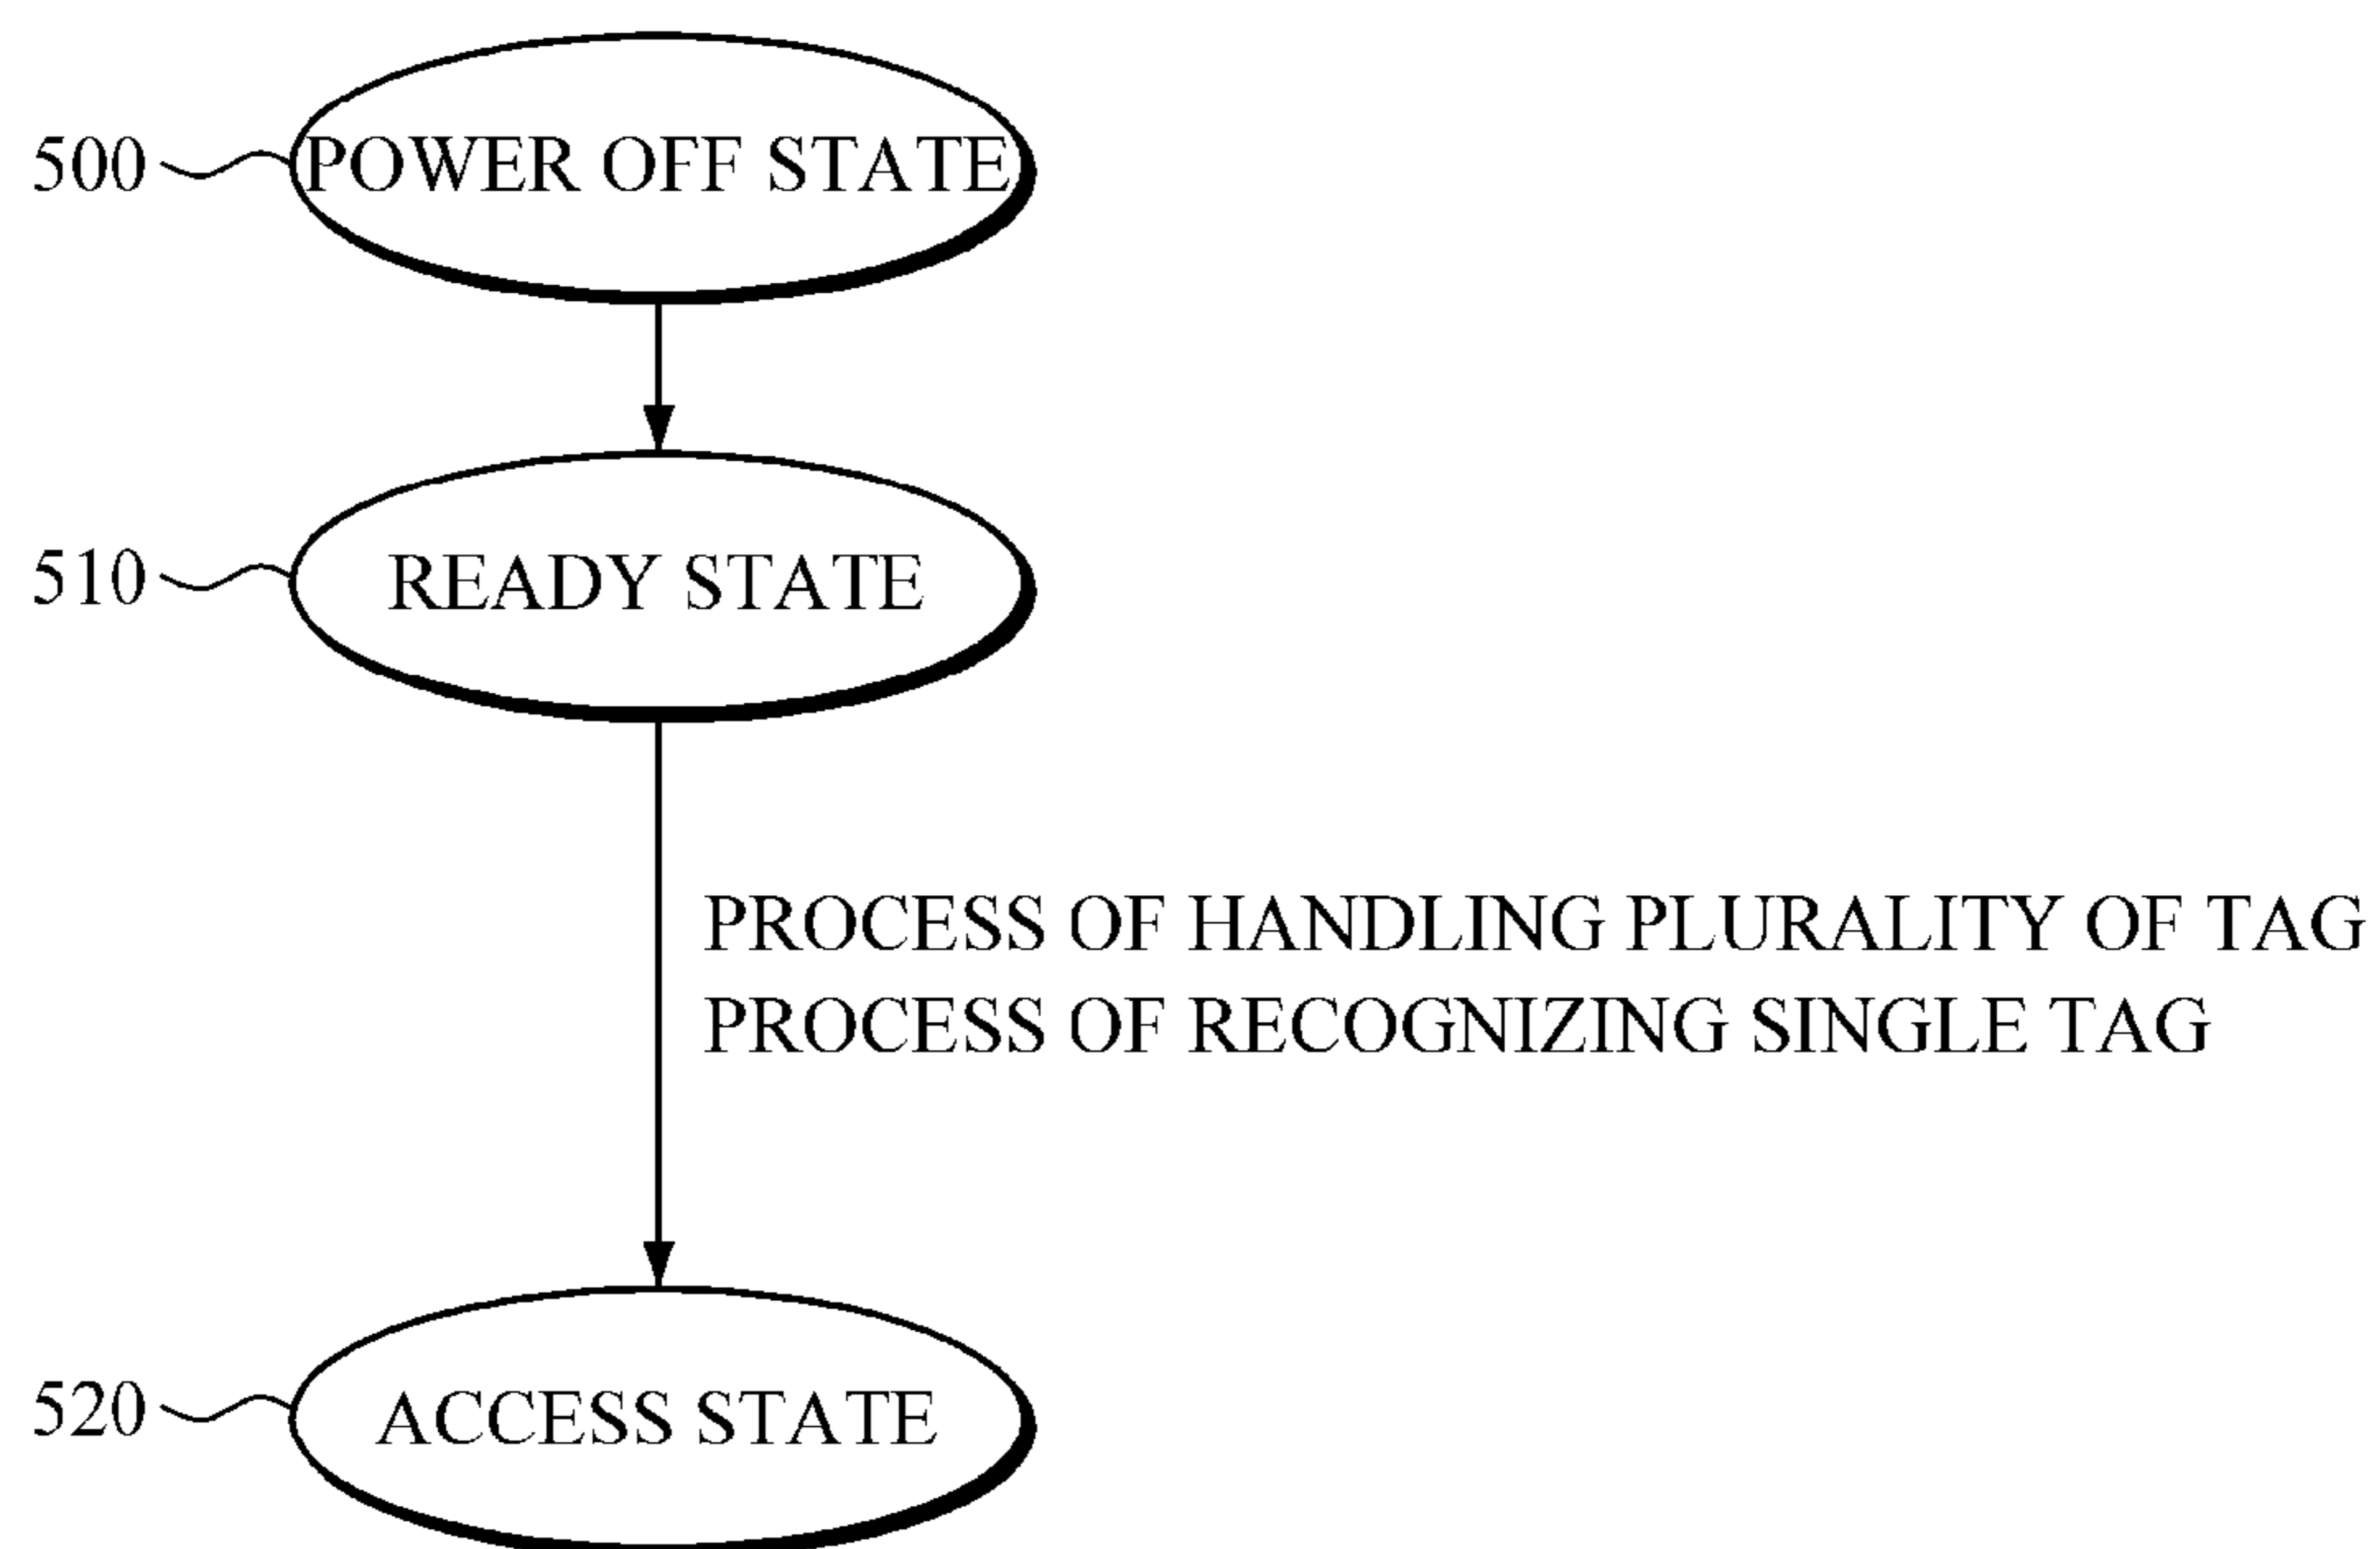 500 POWER OFF STATE
510 READY STATE
PROCESS OF HANDLING PLURALITY OF TAG
PROCESS OF RECOGNIZING SINGLE TAG
520 ACCESS STATE